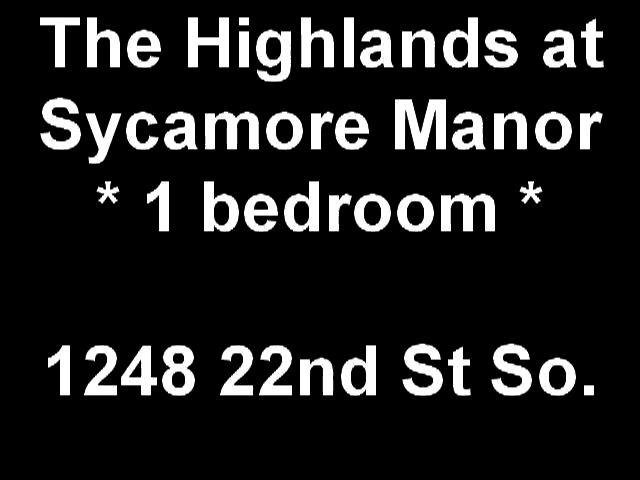 The Highlands at
Sycamore Manor
* 1 bedroom *
1248 22nd St So.